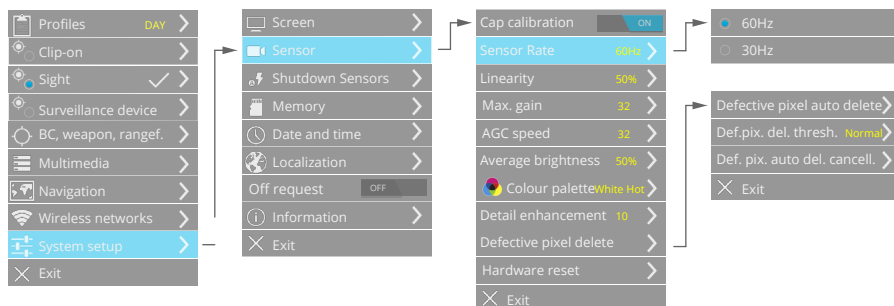 Profiles DAY
Clip-on
Sight
Surveillance device
BC, weapon, rangef.
Multimedia
Navigation
Wireless networks
System setup
Exit
Screen
Sensor
Shutdown Sensors
Memory
Date and time
Localization
Off request OFF
Information
Exit
Cap calibration ON
Sensor Rate 60Hz
Linearity 50%
Max. gain 32
AGC speed 32
Average brightness 50%
Colour palette White Hot
Detail enhancement 10
Defective pixel delete
Hardware reset
Exit
60Hz
30Hz
Defective pixel auto delete
Def.pix. del. thresh. Normal
Def. pix. auto del. cancell.
Exit